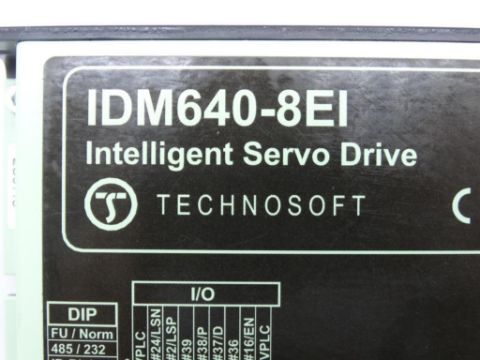 IDM640-8EI
Intelligent Servo Drive
TECHNOSOFT
I/O
DIP
FU / Norm
485 / 232
VPLC
#24/LSN
#2/LSP
#39
#38/P
#37/D
#36
#16/EN
VPLC